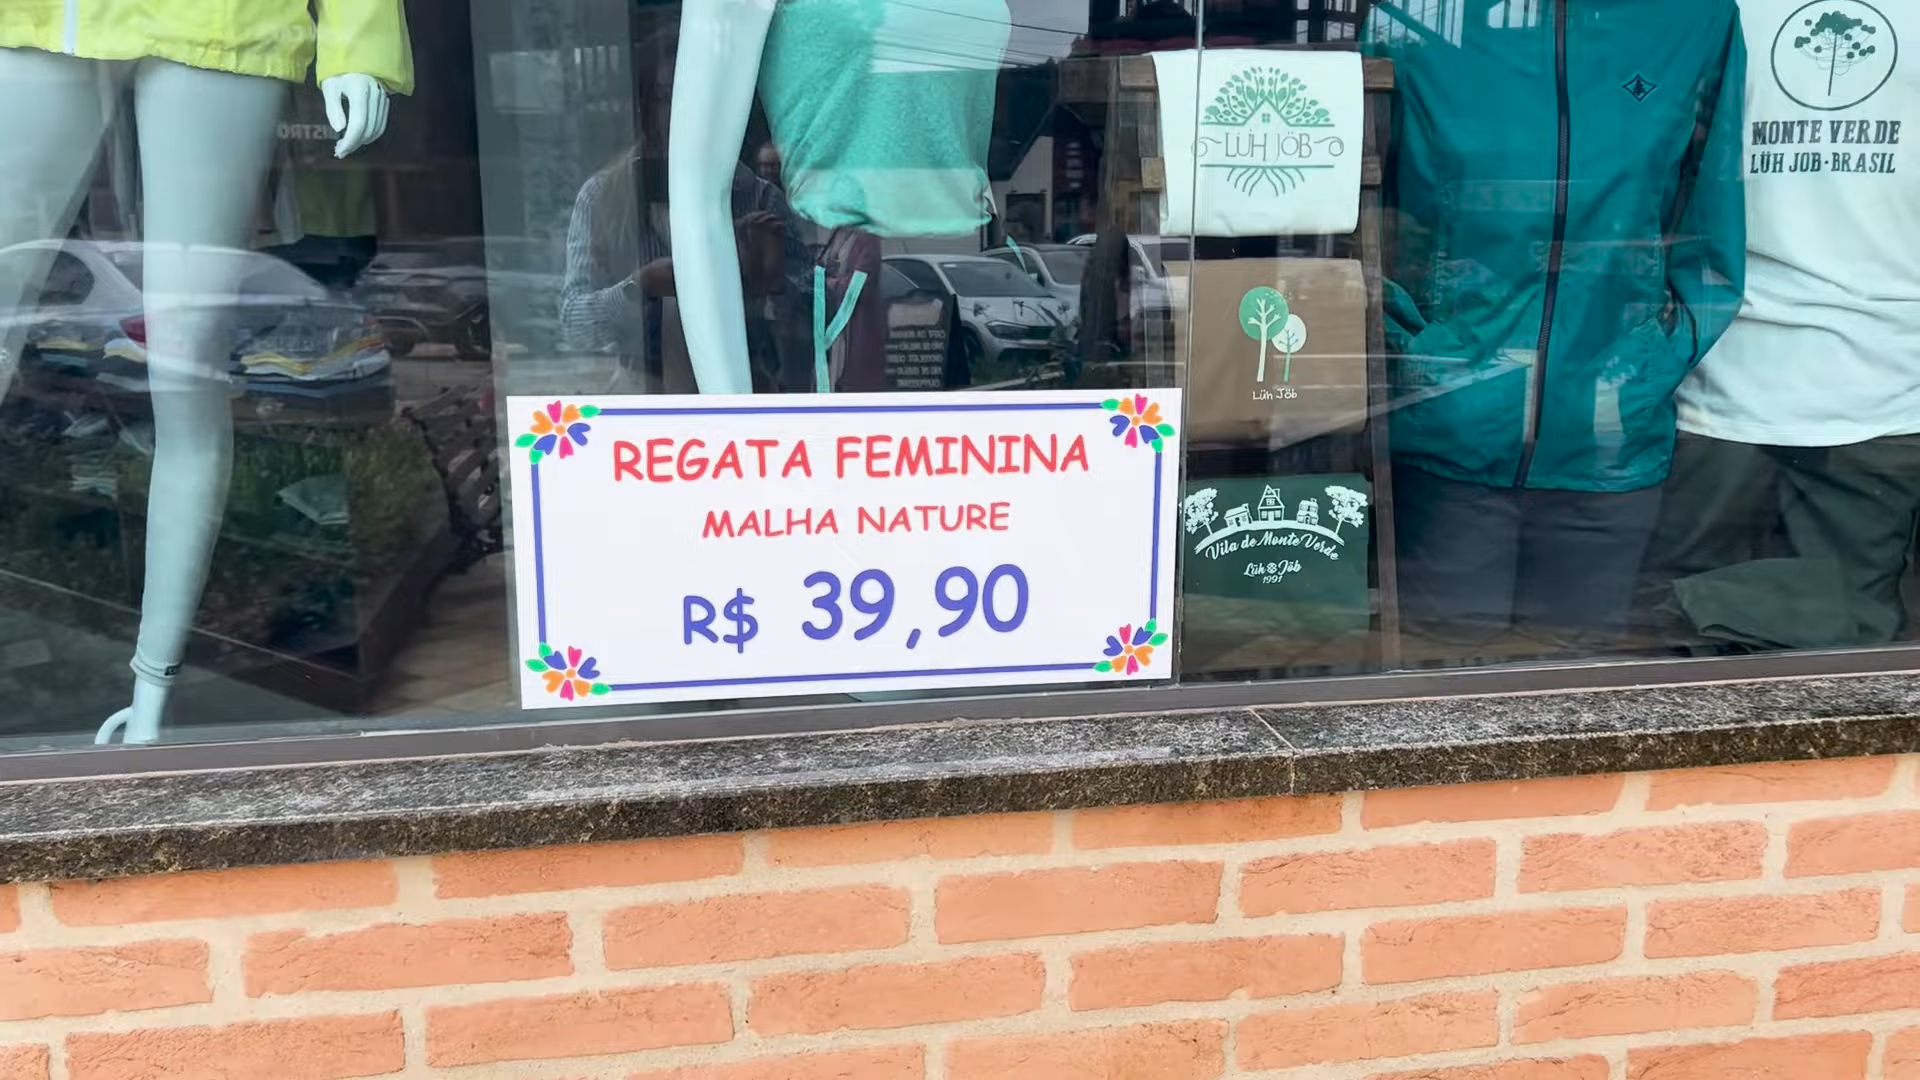 REGATA FEMININA
MALHA NATURE
R$ 39,90
LÜH JÖB
Lüh Jöb
Vila de Monte Verde
Lüh Jöb
1991
MONTE VERDE
LÜH JOB·BRASIL